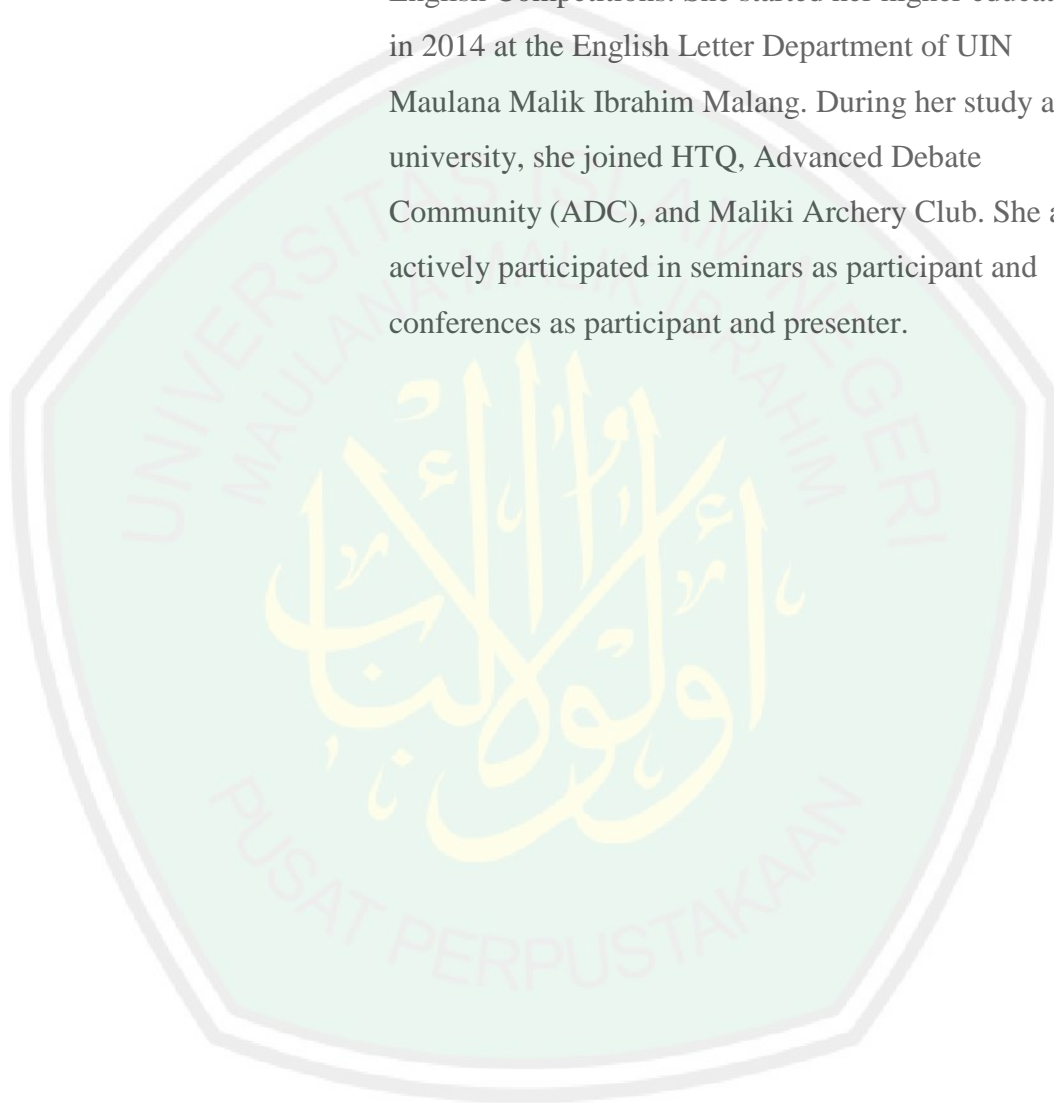 English Competitions. She started her higher
in 2014 at the English Letter Department of UIN
Maulana Malik Ibrahim Malang. During her study
university, she joined HTQ, Advanced Debate
Community (ADC), and Maliki Archery Club. She
actively participated in seminars as participant and
conferences as participant and presenter.
UNIVERSITAS ISLAM NEGERI
MAULANA MALIK IBRAHIM
أولوا الألباب
PUSAT PERPUSTAKAAN